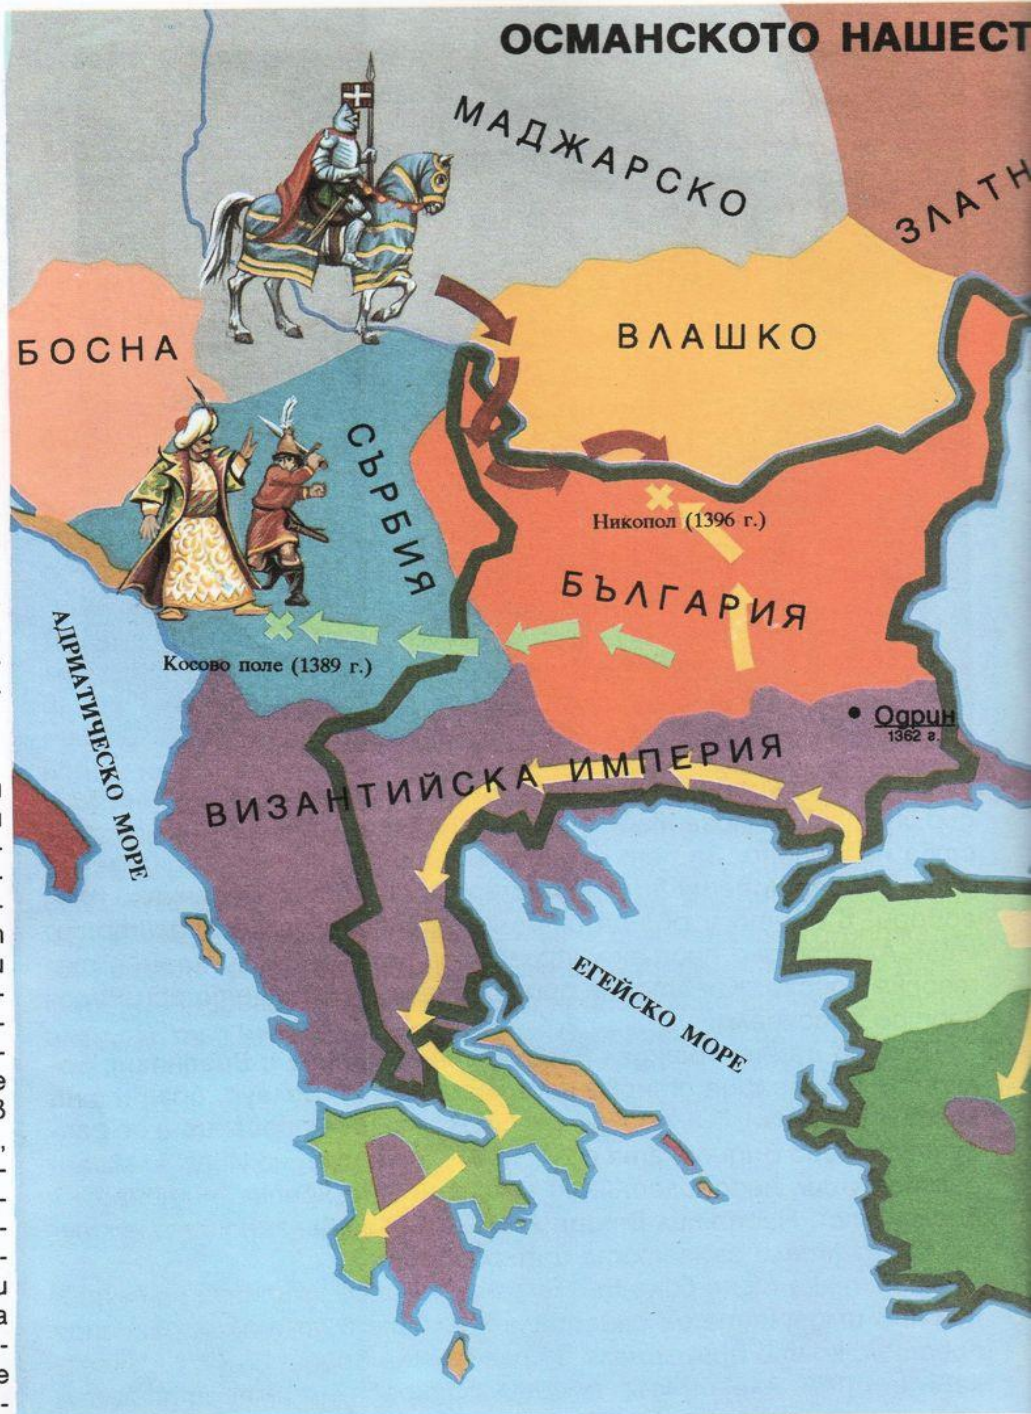 ОСМАНСКОТО НАШЕСТ
МАДЖАРСКО
ЗЛАТН
БОСНА
ВЛАШКО
СЪРБИЯ
Никопол (1396 г.)
БЪЛГАРИЯ
Косово поле (1389 г.)
АДРИАТИЧЕСКО МОРЕ
Одрин
1362 г.
ВИЗАНТИЙСКА ИМПЕРИЯ
ЕГЕЙСКО МОРЕ